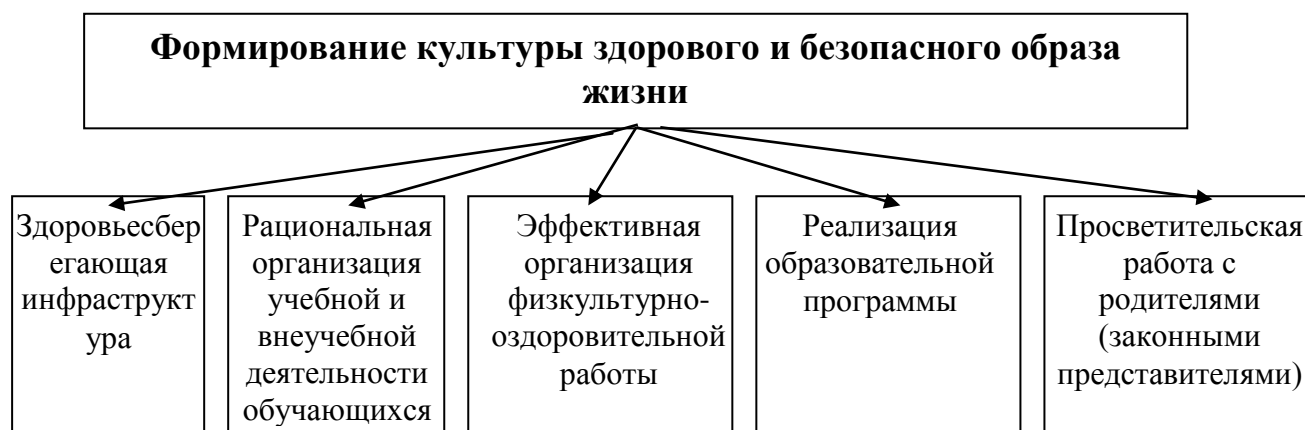 Формирование культуры здорового и безопасного образа
жизни
Здоровьесбер
егающая
инфраструкт
ура
Рациональная
организация
учебной и
внеучебной
деятельности
обучающихся
Эффективная
организация
физкультурно-
оздоровительной
работы
Реализация
образовательной
программы
Просветительская
работа с
родителями
(законными
представителями)